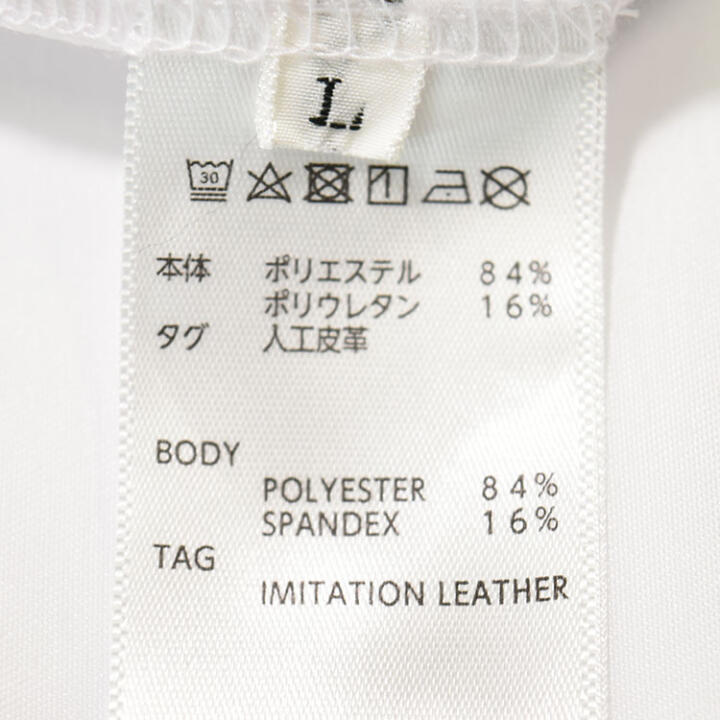 L
30
本体 ポリエステル 84%
ポリウレタン 16%
タグ 人工皮革
BODY
POLYESTER 84%
SPANDEX 16%
TAG
IMITATION LEATHER